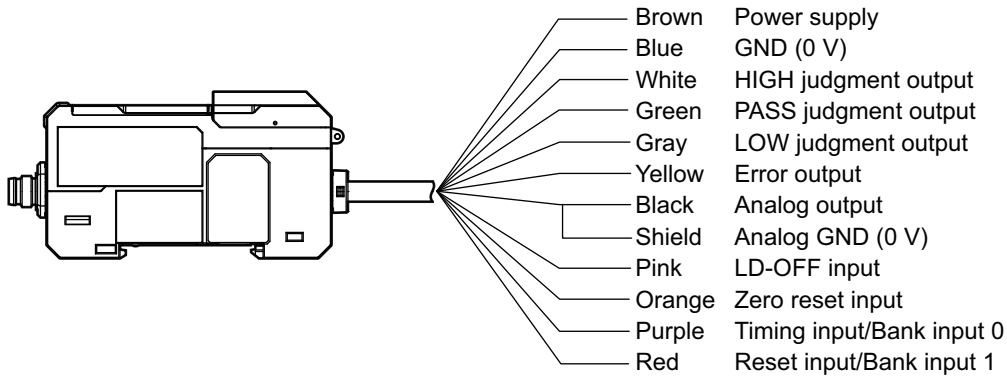 Brown Power supply
Blue GND (0 V)
White HIGH judgment output
Green PASS judgment output
Gray LOW judgment output
Yellow Error output
Black Analog output
Shield Analog GND (0 V)
Pink LD-OFF input
Orange Zero reset input
Purple Timing input/Bank input 0
Red Reset input/Bank input 1